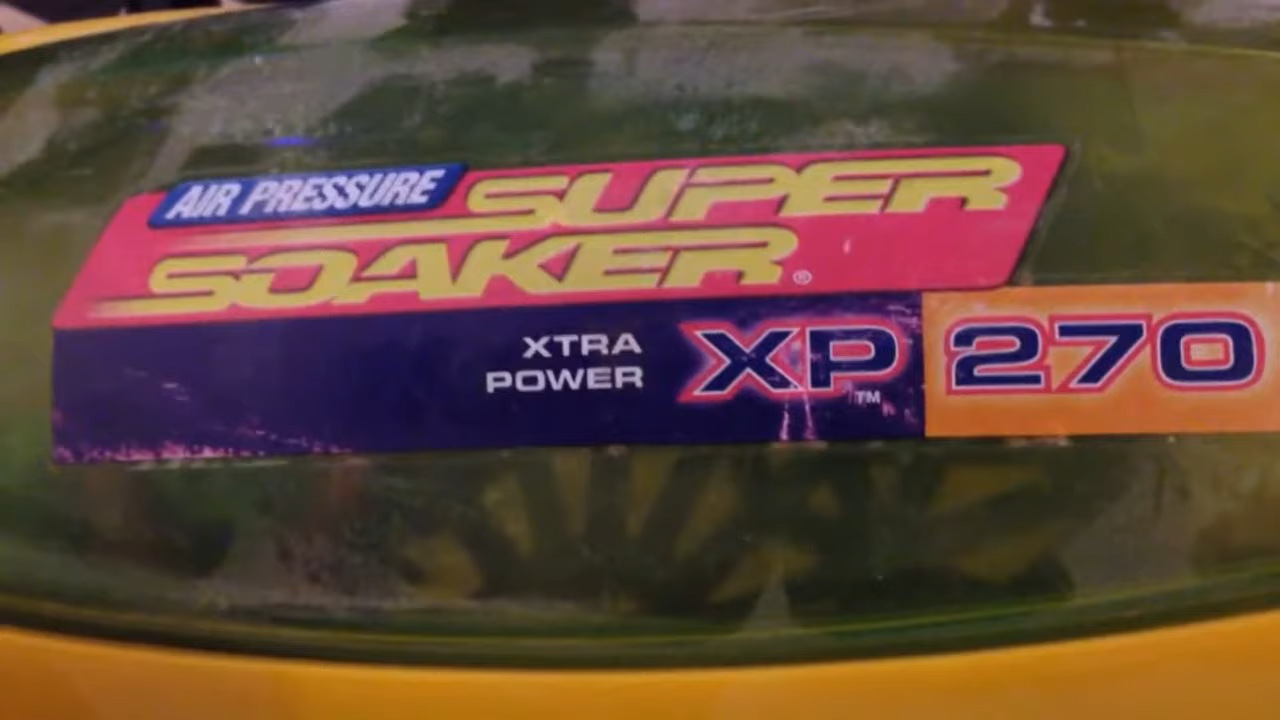 AIR PRESSURE SUPER
SOAKER®
XTRA
POWER
XP™ 270